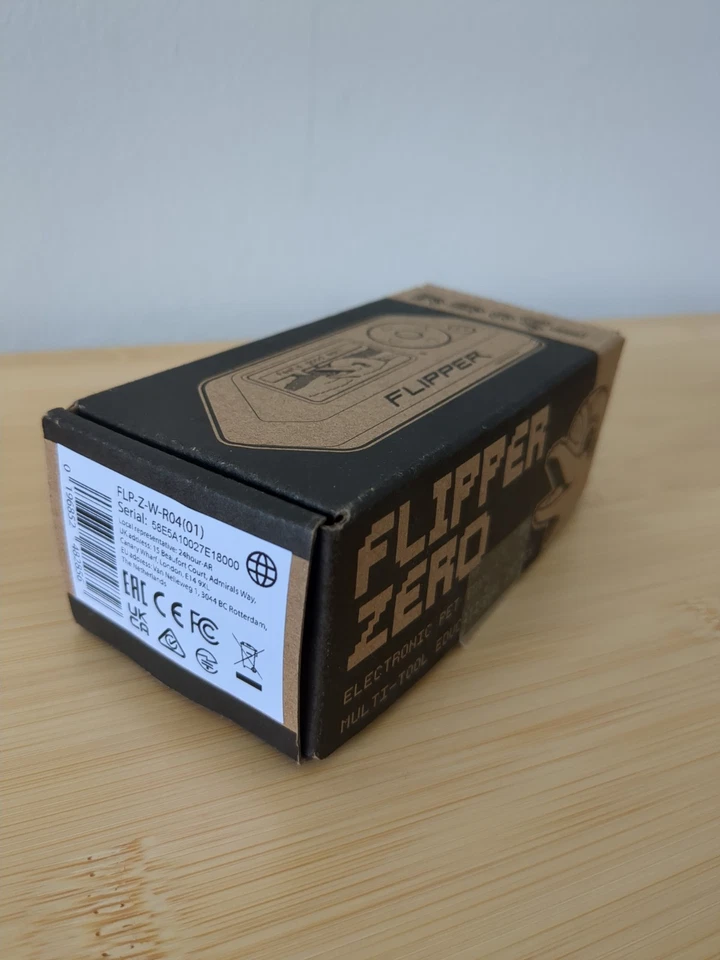 FLIPPER
FLIPPER
ZERO
ELECTRONIC PET
MULTI-TOOL
FLP-Z-W-R04(01)
Serial: 58E5A10027E18000
Local representative: 24hour-AR
UK address: 15 Beaufort Court, Admirals Way,
Canary Wharf, London, E14 9XL
EU address: Van Nelleweg 1, 3044 BC Rotterdam,
The Netherlands
EAC CE FC
UK
CA